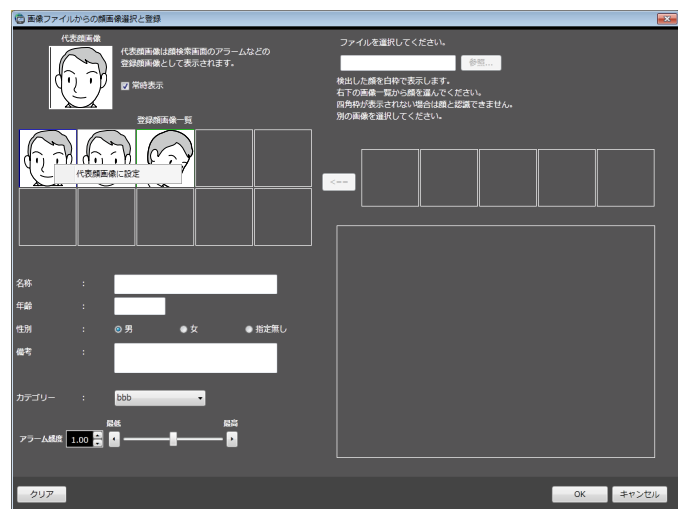 画像ファイルからの顔画像選択と登録
代表顔画像
代表顔画像は顔検索画面のアラームなどの
登録顔画像として表示されます。
常時表示
登録顔画像一覧
代表顔画像に設定
名称 :
年齢 :
性別 : 男 女 指定無し
備考 :
カテゴリー : bbb
最低 最高
アラーム頻度 1.00
クリア
ファイルを選択してください。
参照...
検出した顔を白枠で表示します。
右下の画像一覧から顔を選んでください。
四角枠が表示されない場合は顔と認識できません。
別の画像を選択してください。
<--
OK キャンセル